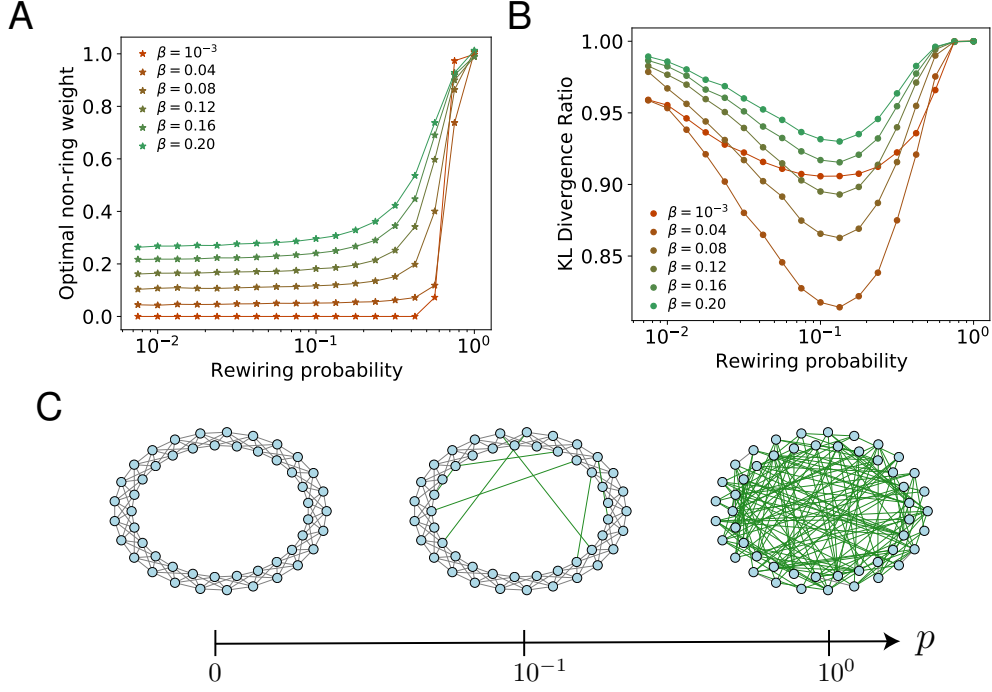 A
Optimal non-ring weight
1.0
0.8
0.6
0.4
0.2
0.0
β = 10⁻³
β = 0.04
β = 0.08
β = 0.12
β = 0.16
β = 0.20
10⁻² 10⁻¹ 10⁰
Rewiring probability
B
KL Divergence Ratio
1.00
0.95
0.90
0.85
β = 10⁻³
β = 0.04
β = 0.08
β = 0.12
β = 0.16
β = 0.20
10⁻² 10⁻¹ 10⁰
Rewiring probability
C
0 10⁻¹ 10⁰ p